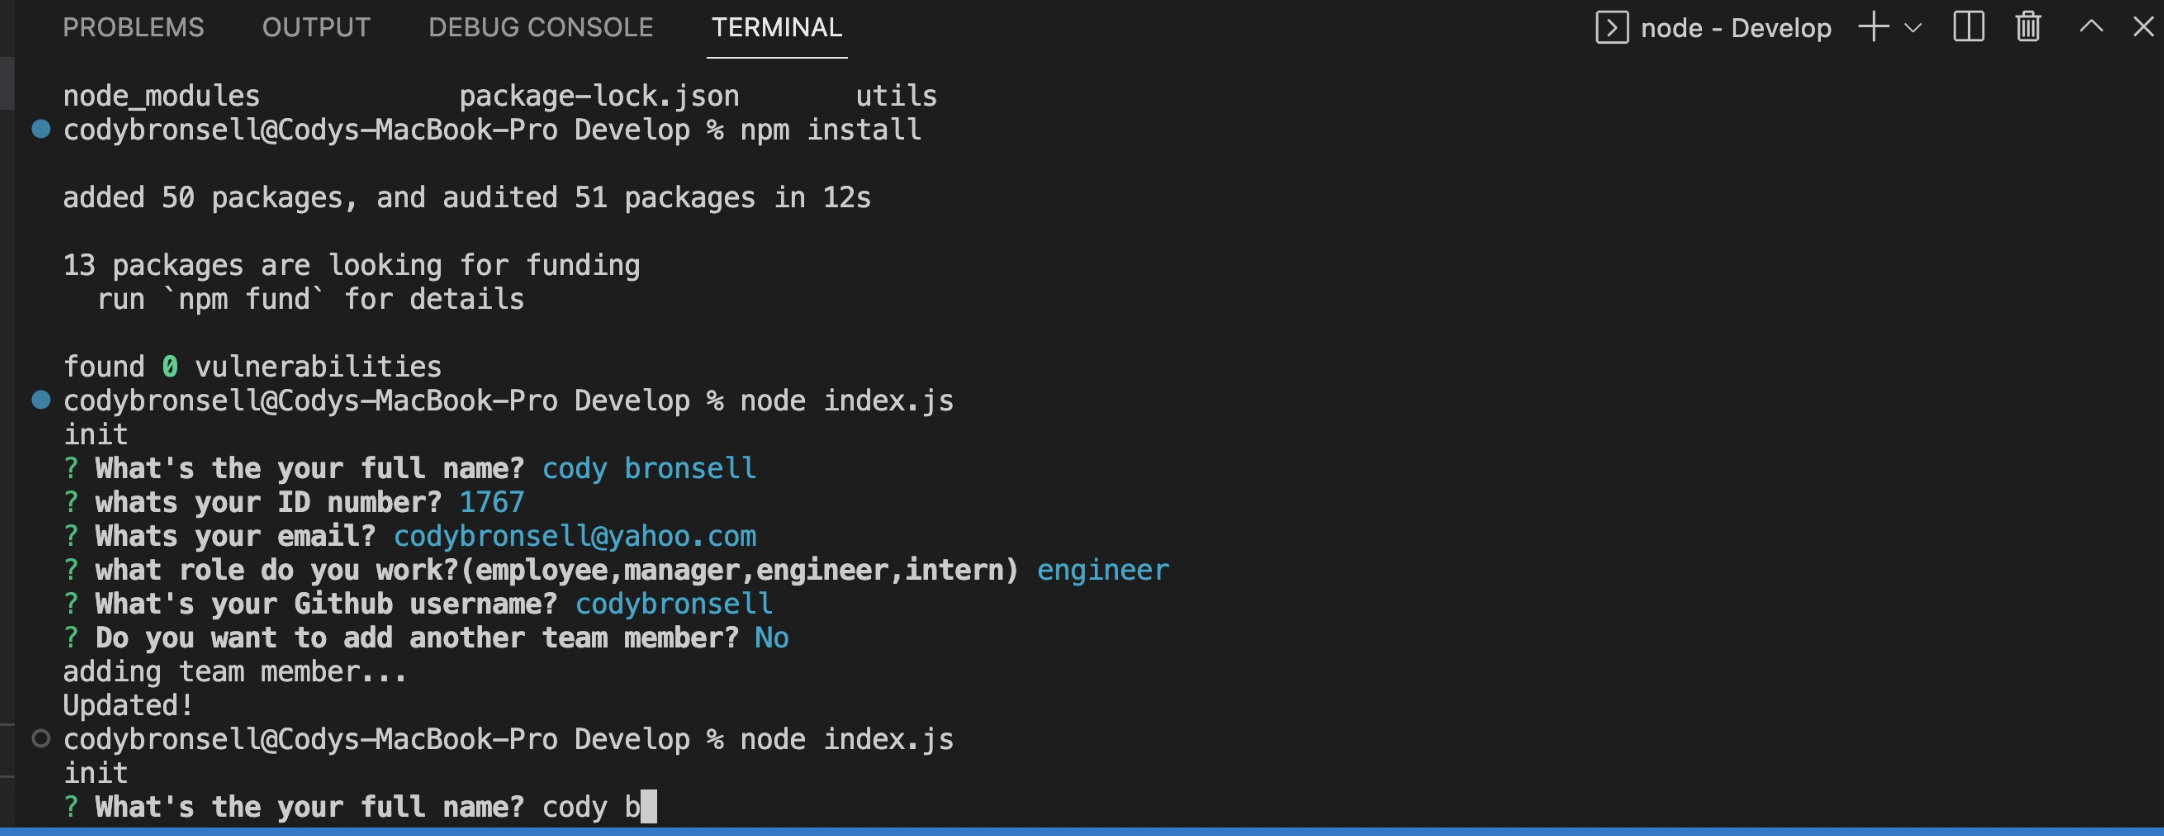 PROBLEMS OUTPUT DEBUG CONSOLE TERMINAL node - Develop
node_modules package-lock.json utils
codybronsell@Codys-MacBook-Pro Develop % npm install
added 50 packages, and audited 51 packages in 12s
13 packages are looking for funding
run `npm fund` for details
found 0 vulnerabilities
codybronsell@Codys-MacBook-Pro Develop % node index.js
init
? What's the your full name? cody bronsell
? whats your ID number? 1767
? Whats your email? codybronsell@yahoo.com
? what role do you work?(employee,manager,engineer,intern) engineer
? What's your Github username? codybronsell
? Do you want to add another team member? No
adding team member...
Updated!
codybronsell@Codys-MacBook-Pro Develop % node index.js
init
? What's the your full name? cody b